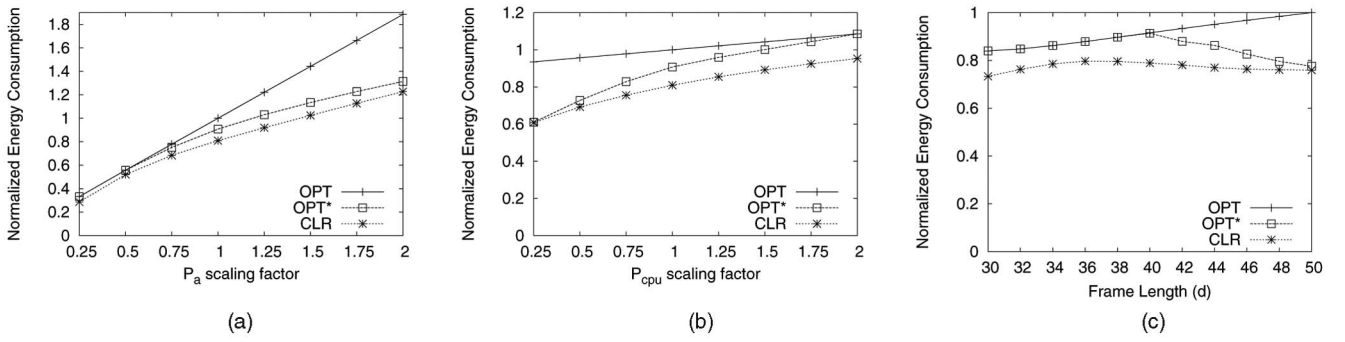 Normalized Energy Consumption
1.8
1.6
1.4
1.2
1
0.8
0.6
0.4
0.2
0
OPT
OPT*
CLR
0.25 0.5 0.75 1 1.25 1.5 1.75 2
Pa scaling factor
(a)
Normalized Energy Consumption
1.2
1
0.8
0.6
0.4
0.2
0
OPT
OPT*
CLR
0.25 0.5 0.75 1 1.25 1.5 1.75 2
Pcpu scaling factor
(b)
Normalized Energy Consumption
1
0.8
0.6
0.4
0.2
0
OPT
OPT*
CLR
30 32 34 36 38 40 42 44 46 48 50
Frame Length (d)
(c)